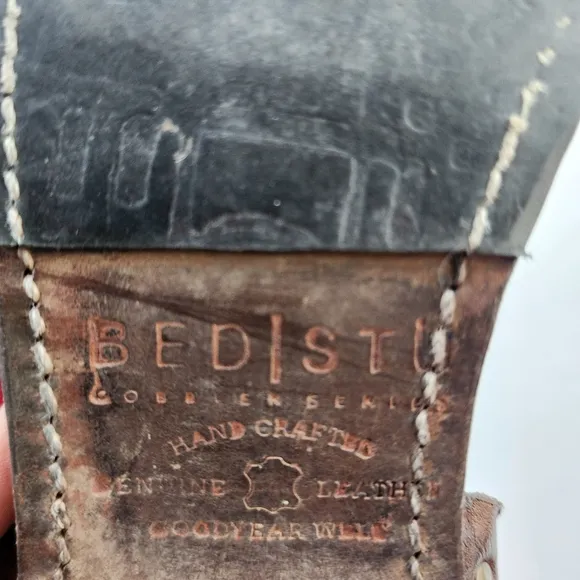 BED|STU
COBBLER SERIES
HAND CRAFTED
GENUINE LEATHER
GOODYEAR WELT